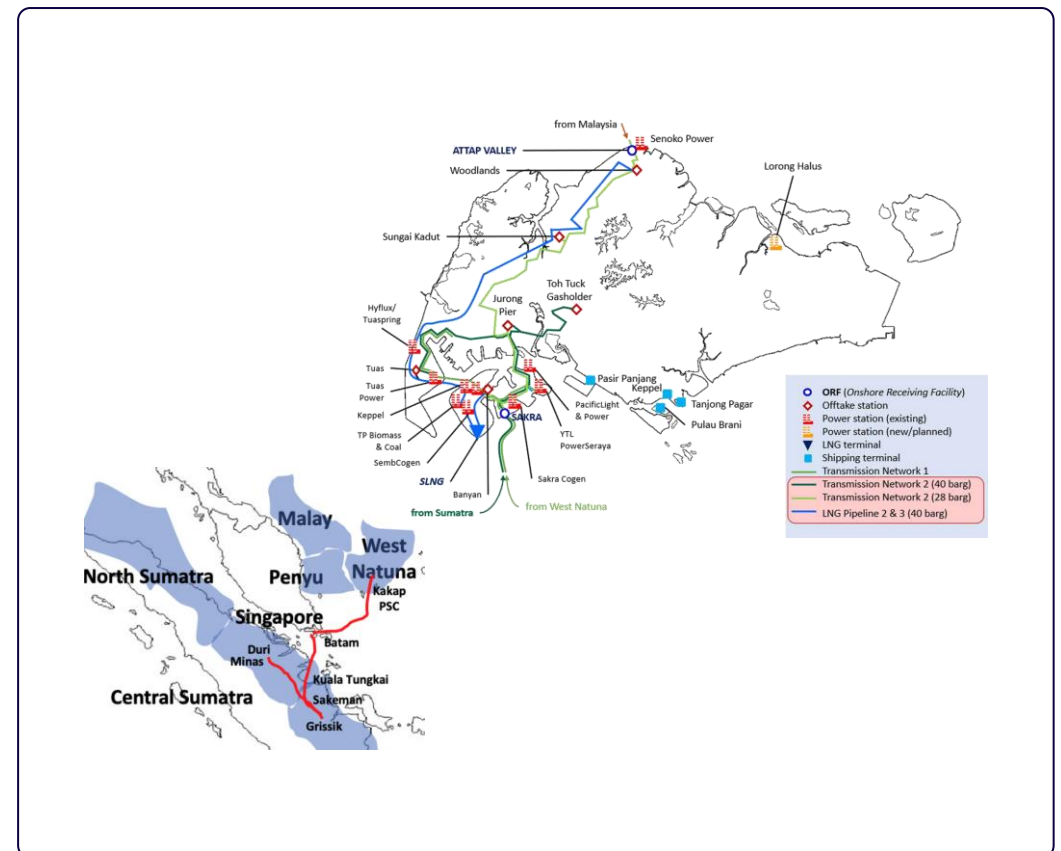 from Malaysia
Senoko Power
ATTAP VALLEY
Woodlands
Lorong Halus
Sungai Kadut
Toh Tuck
Gasholder
Jurong
Pier
Hyflux/
Tuaspring
Tuas
Tuas
Power
Keppel
TP Biomass
& Coal
SembCogen
SLNG
Banyan
SAKRA
Sakra Cogen
YTL
PowerSeraya
PacificLight
& Power
Pasir Panjang
Keppel
Tanjong Pagar
Pulau Brani
from Sumatra
from West Natuna
ORF (Onshore Receiving Facility)
Offtake station
Power station (existing)
Power station (new/planned)
LNG terminal
Shipping terminal
Transmission Network 1
Transmission Network 2 (40 barg)
Transmission Network 2 (28 barg)
LNG Pipeline 2 & 3 (40 barg)
Malay
West
Natuna
Penyu
North Sumatra
Kakap
PSC
Singapore
Batam
Duri
Minas
Kuala Tungkai
Central Sumatra
Sakeman
Grissik